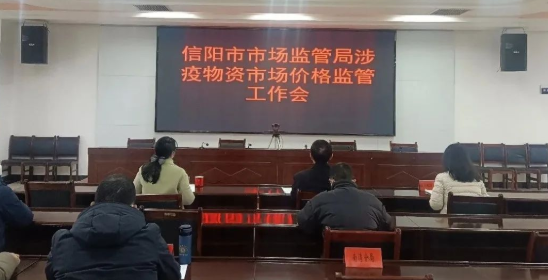 信阳市市场监管局涉
疫物资市场价格监管
工作会